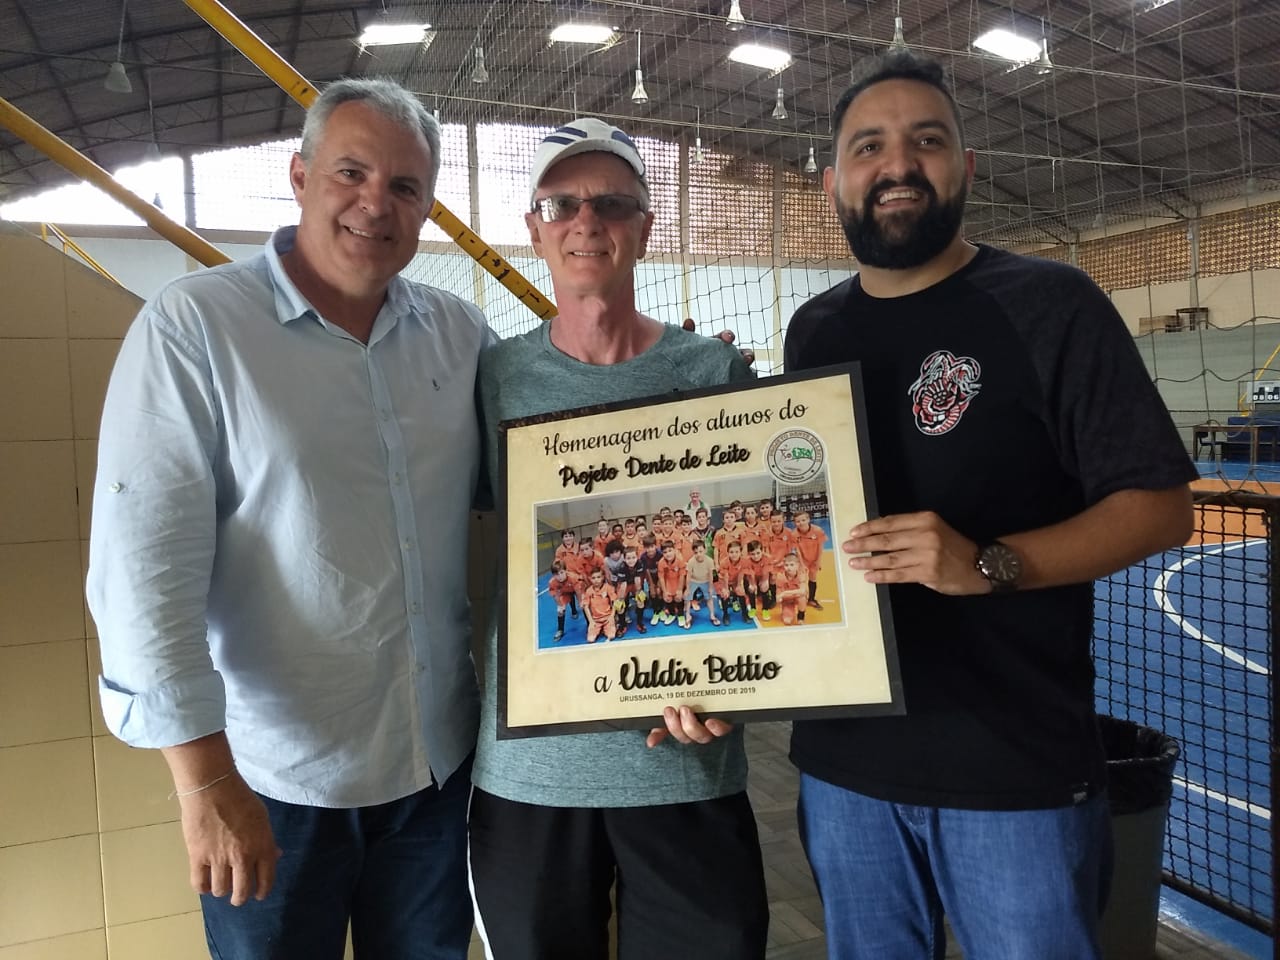 Homenagem dos alunos do
Projeto Dente de Leite
a Valdir Bettio
URUSSANGA, 19 DE DEZEMBRO DE 2019